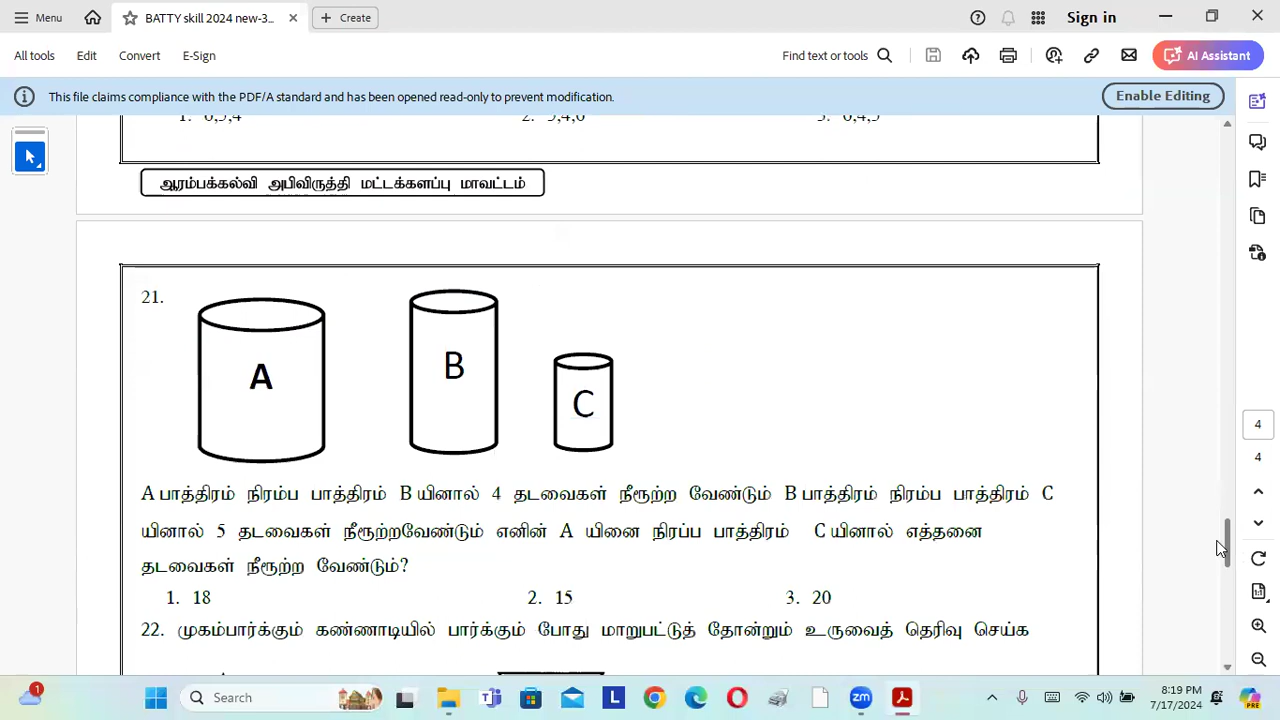 Menu
BATTY skill 2024 new-3...
Create
Sign in
All tools
Edit
Convert
E-Sign
Find text or tools
AI Assistant
This file claims compliance with the PDF/A standard and has been opened read-only to prevent modification.
Enable Editing
ஆரம்பக்கல்வி அபிவிருத்தி மட்டக்களப்பு மாவட்டம்
21.
A
B
C
A பாத்திரம் நிரம்ப பாத்திரம் B யினால் 4 தடவைகள் நீரூற்ற வேண்டும் B பாத்திரம் நிரம்ப பாத்திரம் C
யினால் 5 தடவைகள் நீரூற்றவேண்டும் எனின் A யினை நிரப்ப பாத்திரம் C யினால் எத்தனை
தடவைகள் நீரூற்ற வேண்டும்?
1. 18 2. 15 3. 20
22. முகம்பார்க்கும் கண்ணாடியில் பார்க்கும் போது மாறுபட்டுத் தோன்றும் உருவைத் தெரிவு செய்க
4
4
1
Search
8:19 PM
7/17/2024